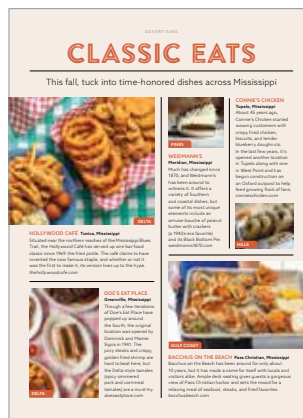 ADVERTISING
CLASSIC EATS
This fall, tuck into time-honored dishes across Mississippi
DELTA
HOLLYWOOD CAFÉ Tunica, Mississippi
Situated near the northern reaches of the Mississippi Blues
Trail, the Hollywood Café has served up one bar-food
classic since 1969: the fried pickle. The café claims to have
invented the now famous staple, and whether or not it
was the first to make it, its version lives up to the hype.
thehollywoodcafe.com
DELTA
DOE'S EAT PLACE
Greenville, Mississippi
Though a few iterations
of Doe's Eat Place have
popped up around
the South, the original
location was opened by
Dominick and Mamie
Signa in 1941. The
juicy steaks and crispy,
golden fried shrimp are
hard to beat here, but
the Delta-style tamales
(spicy simmered
pork and cornmeal
tamales) are a must-try.
doeseatplace.com
PINES
WEIDMANN'S
Meridian, Mississippi
Much has changed since
1870, and Weidmann's
has been around to
witness it. It offers a
variety of Southern
and coastal dishes, but
some of its most unique
elements include an
amuse-bouche of peanut
butter with crackers
(a 1940s-era favorite)
and its Black Bottom Pie.
weidmanns1870.com
CONNIE'S CHICKEN
Tupelo, Mississippi
About 45 years ago,
Connie's Chicken started
wowing customers with
crispy fried chicken,
biscuits, and tender
blueberry doughnuts.
In the last few years, it's
opened another location
in Tupelo along with one
in West Point and has
begun construction on
an Oxford outpost to help
feed growing flock of fans.
connieschicken.com
HILLS
GULF COAST
BACCHUS ON THE BEACH Pass Christian, Mississippi
Bacchus on the Beach has been around for only about
10 years, but it has made a name for itself with locals and
visitors alike. Ample deck seating gives guests a gorgeous
view of Pass Christian harbor and sets the mood for a
relaxing meal of seafood, steaks, and fresh favorites.
bacchusbeach.com